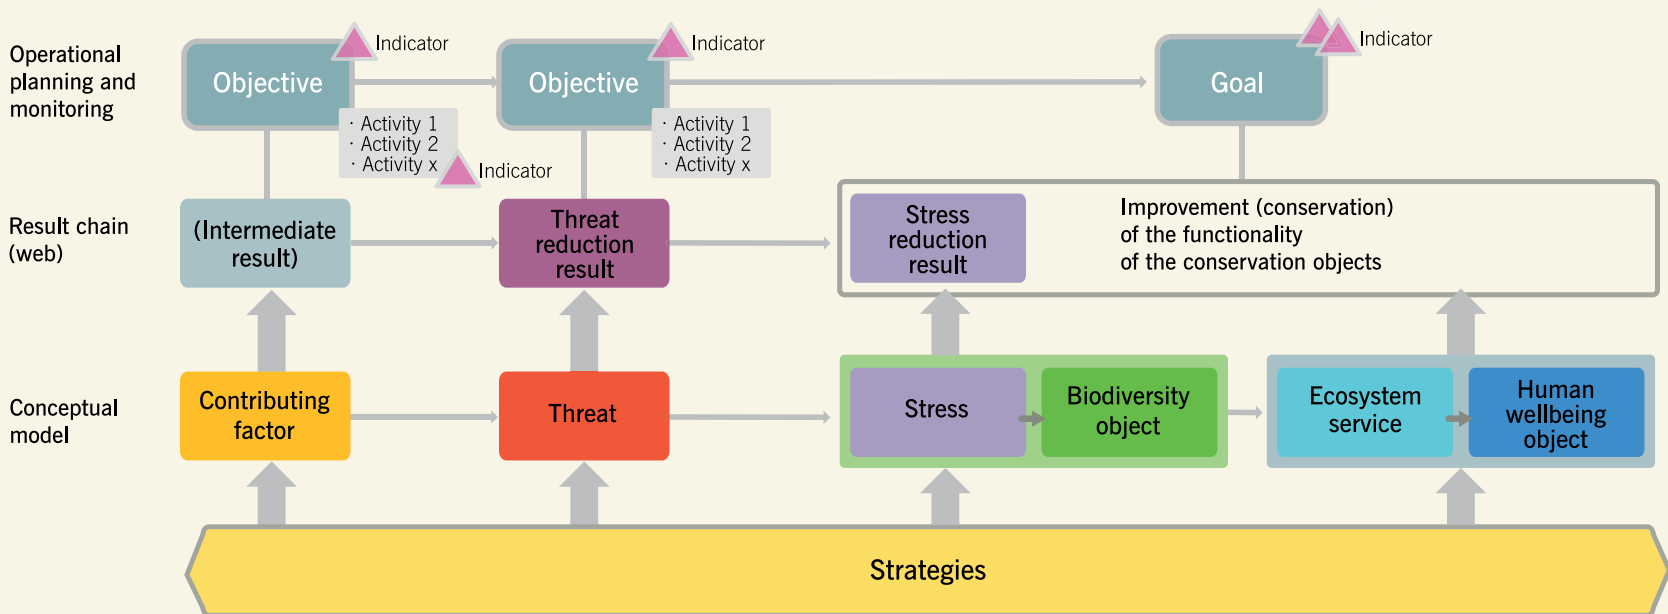 Operational
planning and
monitoring
Objective
Indicator
· Activity 1
· Activity 2
· Activity x
Indicator
Objective
Indicator
· Activity 1
· Activity 2
· Activity x
Goal
Indicator
Result chain
(web)
(Intermediate
result)
Threat
reduction
result
Stress
reduction
result
Improvement (conservation)
of the functionality
of the conservation objects
Conceptual
model
Contributing
factor
Threat
Stress
Biodiversity
object
Ecosystem
service
Human
wellbeing
object
Strategies